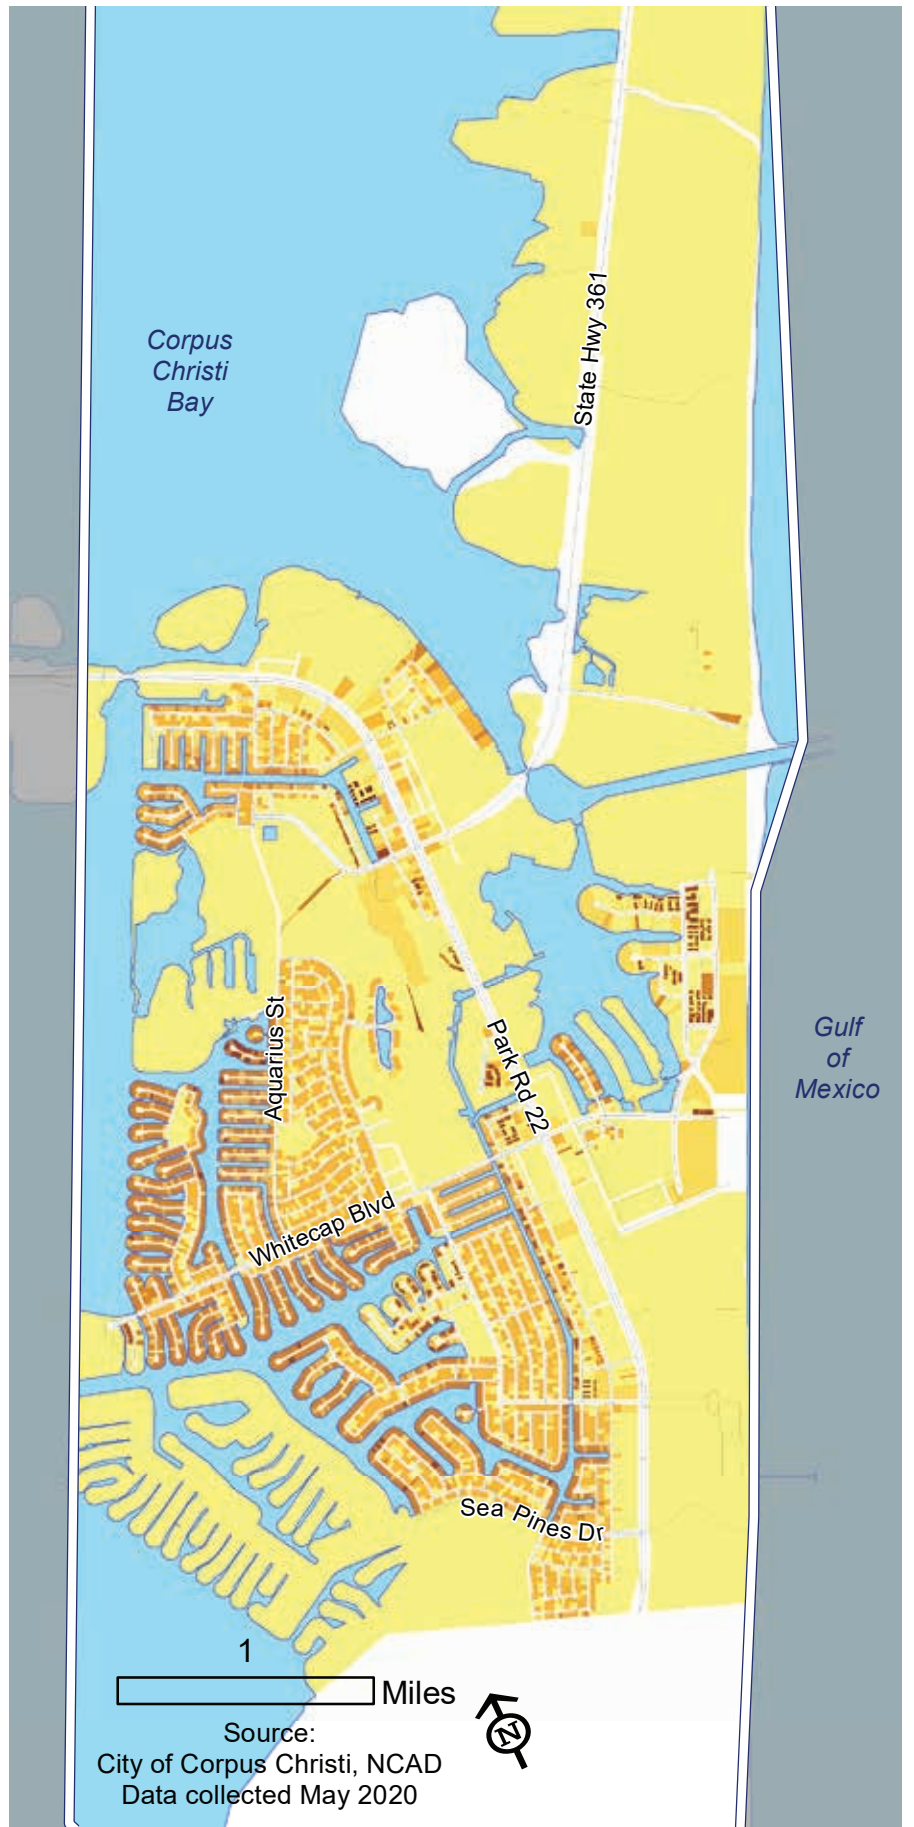 State Hwy 361
Corpus
Christi
Bay
Aquarius St
Park Rd 22
Gulf
of
Mexico
Whitecap Blvd
Sea Pines Dr
1
Miles
N
Source:
City of Corpus Christi, NCAD
Data collected May 2020